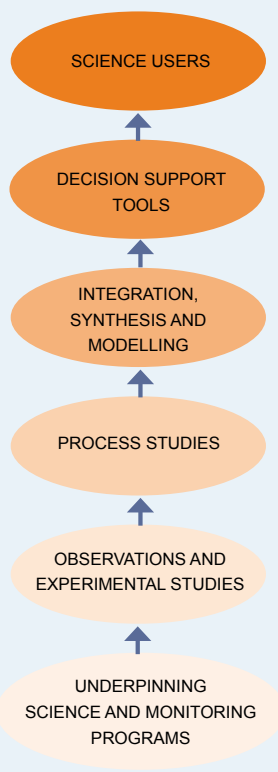 SCIENCE USERS
DECISION SUPPORT
TOOLS
INTEGRATION,
SYNTHESIS AND
MODELLING
PROCESS STUDIES
OBSERVATIONS AND
EXPERIMENTAL STUDIES
UNDERPINNING
SCIENCE AND MONITORING
PROGRAMS